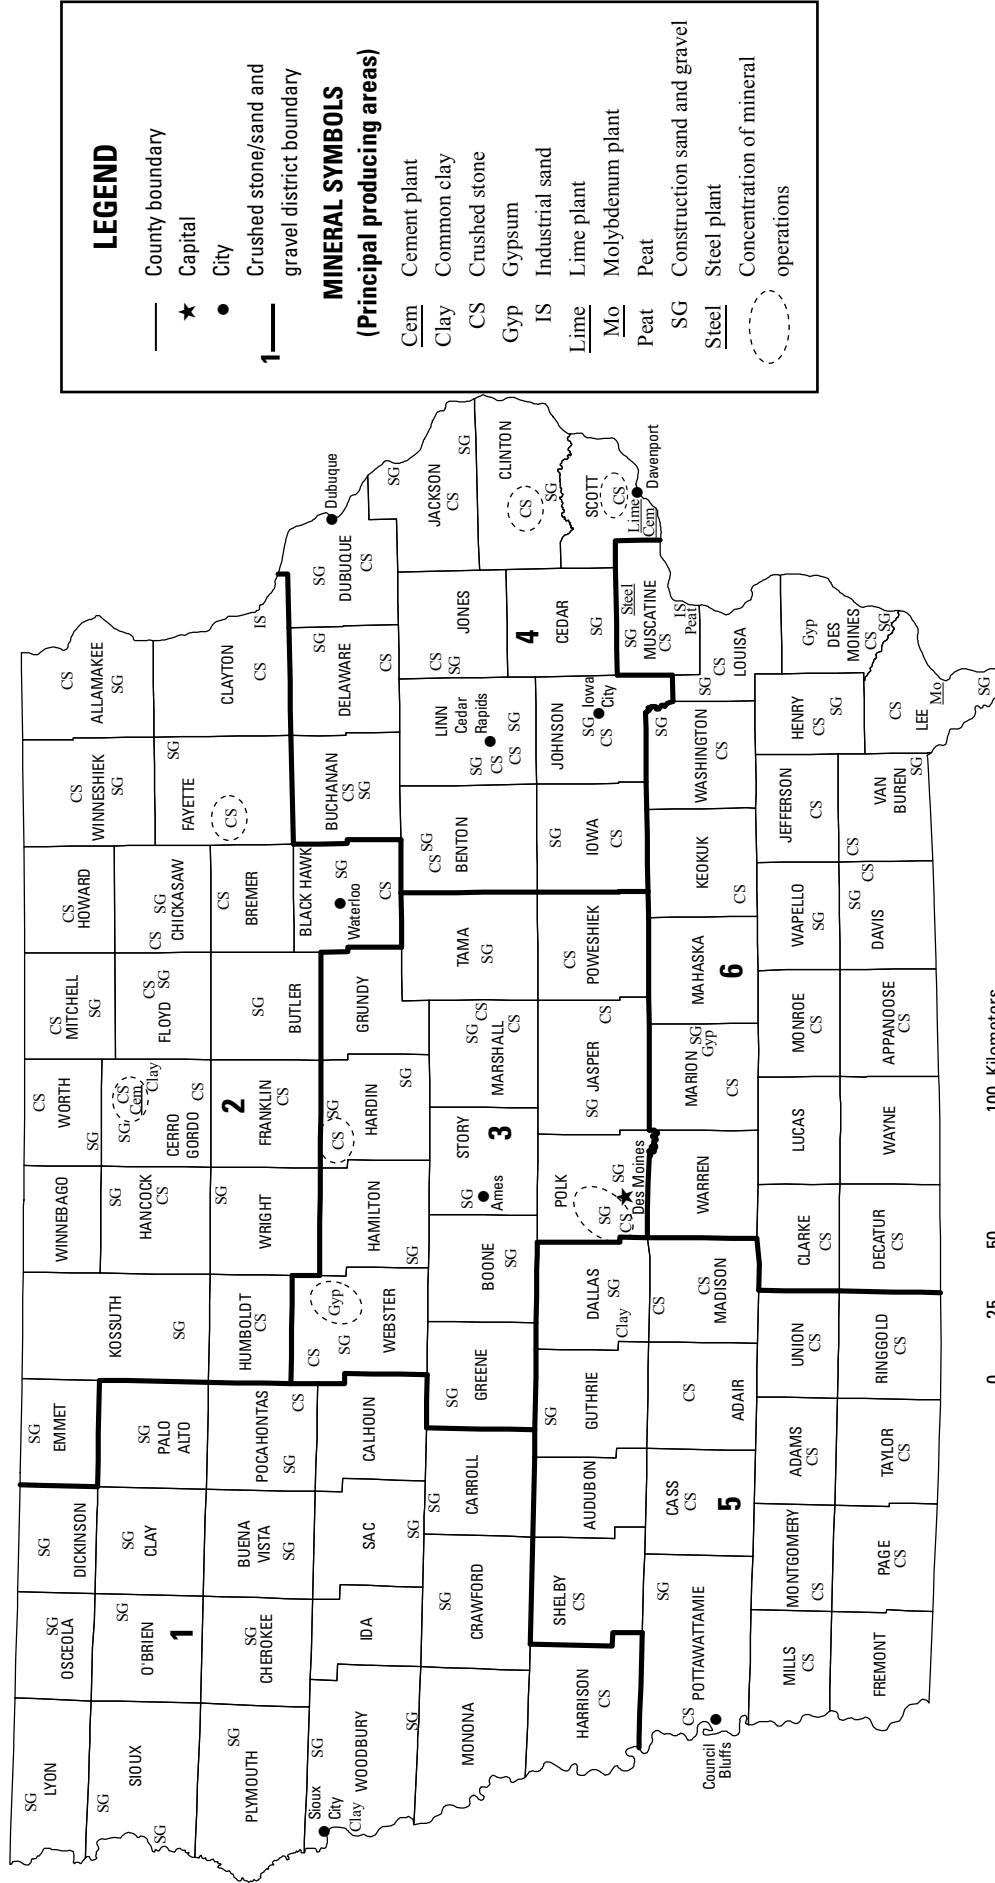 LEGEND
County boundary
Capital
City
1
Crushed stone/sand and
gravel district boundary
MINERAL SYMBOLS
(Principal producing areas)
Cem Cement plant
Clay Common clay
CS Crushed stone
Gyp Gypsum
IS Industrial sand
Lime Lime plant
Mo Molybdenum plant
Peat Peat
SG Construction sand and gravel
Steel Steel plant
Concentration of mineral
operations
SG
LYON
SG
OSCEOLA
SG
DICKINSON
SG
EMMET
KOSSUTH
SG
WINNEBAGO
CS
WORTH
SG
CS
MITCHELL
SG
CS
HOWARD
CS
WINNESHIEK
SG
CS
ALLAMAKEE
SG
SG
SIOUX
SG
SG
O'BRIEN
1
SG
CLAY
SG
PALO
ALTO
SG
HANCOCK
CS
SG
CS
Cem
Clay
CERRO
GORDO
CS
CS
FLOYD SG
SG
CS
CHICKASAW
SG
FAYETTE
CS
CLAYTON
CS
IS
SG
PLYMOUTH
SG
CHEROKEE
BUENA
VISTA
SG
POCAHONTAS
SG
CS
HUMBOLDT
CS
SG
WRIGHT
2
FRANKLIN
CS
SG
BUTLER
CS
BREMER
BLACK HAWK
SG
Waterloo
CS
SG
BUCHANAN
CS
SG
SG
DELAWARE
CS
SG
DUBUQUE
CS
Dubuque
Sioux
City
SG
Clay
WOODBURY
SG
IDA
SAC
SG
CALHOUN
CS
Gyp
SG
WEBSTER
HAMILTON
SG
SG
CS
HARDIN
SG
GRUNDY
MONONA
SG
CRAWFORD
SG
CARROLL
SG
GREENE
BOONE
SG
STORY
SG
Ames
3
SG
CS
MARSHALL
CS
TAMA
SG
CS
SG
BENTON
LINN
Cedar
Rapids
SG
CS
CS
SG
CS
SG
JONES
SG
JACKSON
CS
SG
HARRISON
CS
SHELBY
CS
AUDUBON
SG
GUTHRIE
DALLAS
SG
Clay
POLK
SG
CS
SG
Des Moines
SG JASPER
CS
CS
POWESHIEK
SG
IOWA
CS
JOHNSON
SG
Iowa
City
CS
4
CEDAR
SG
CLINTON
CS
SG
SCOTT
CS
Lime
Cem
Davenport
SG
CS
POTTAWATTAMIE
Council
Bluffs
CASS
CS
5
CS
ADAIR
CS
CS
MADISON
WARREN
MARION
SG
Gyp
CS
MAHASKA
6
KEOKUK
CS
SG
WASHINGTON
CS
Steel
SG
MUSCATINE
CS
IS
Peat
SG
CS
LOUISA
MILLS
CS
MONTGOMERY
CS
ADAMS
CS
UNION
CS
CLARKE
CS
LUCAS
MONROE
CS
WAPELLO
SG
JEFFERSON
CS
HENRY
CS
SG
Gyp
DES
MOINES
CS
SG
FREMONT
PAGE
CS
TAYLOR
CS
RINGGOLD
CS
DECATUR
CS
WAYNE
APPANOOSE
CS
SG
CS
DAVIS
CS
VAN
BUREN
SG
CS
LEE
Mo
SG
0 25 50 100 Kilometers